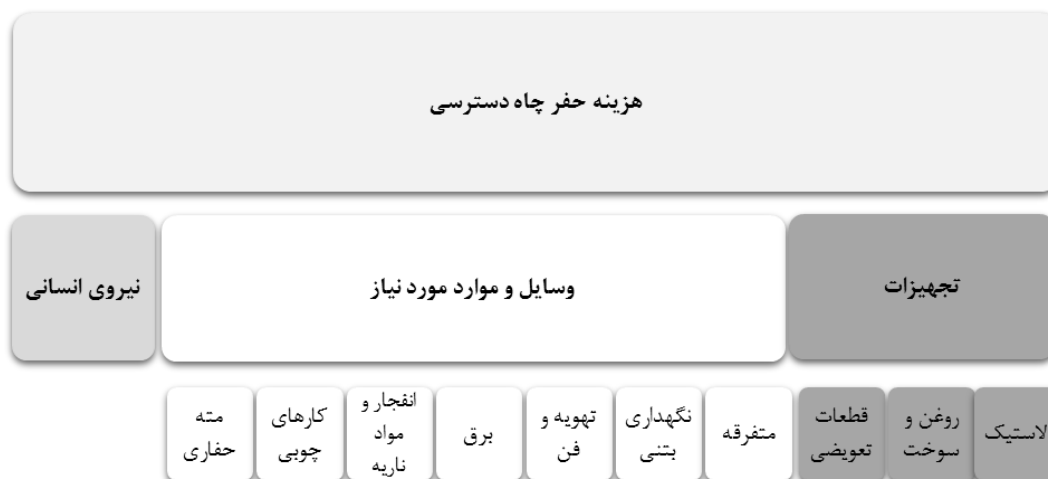 هزینه حفر چاه دسترسی
تجهیزات
وسایل و موارد مورد نیاز
نیروی انسانی
لاستیک
روغن و
سوخت
قطعات
تعویضی
متفرقه
نگهداری
بتنی
تهویه و
فن
برق
انفجار و
مواد
ناریه
کارهای
چوبی
مته
حفاری